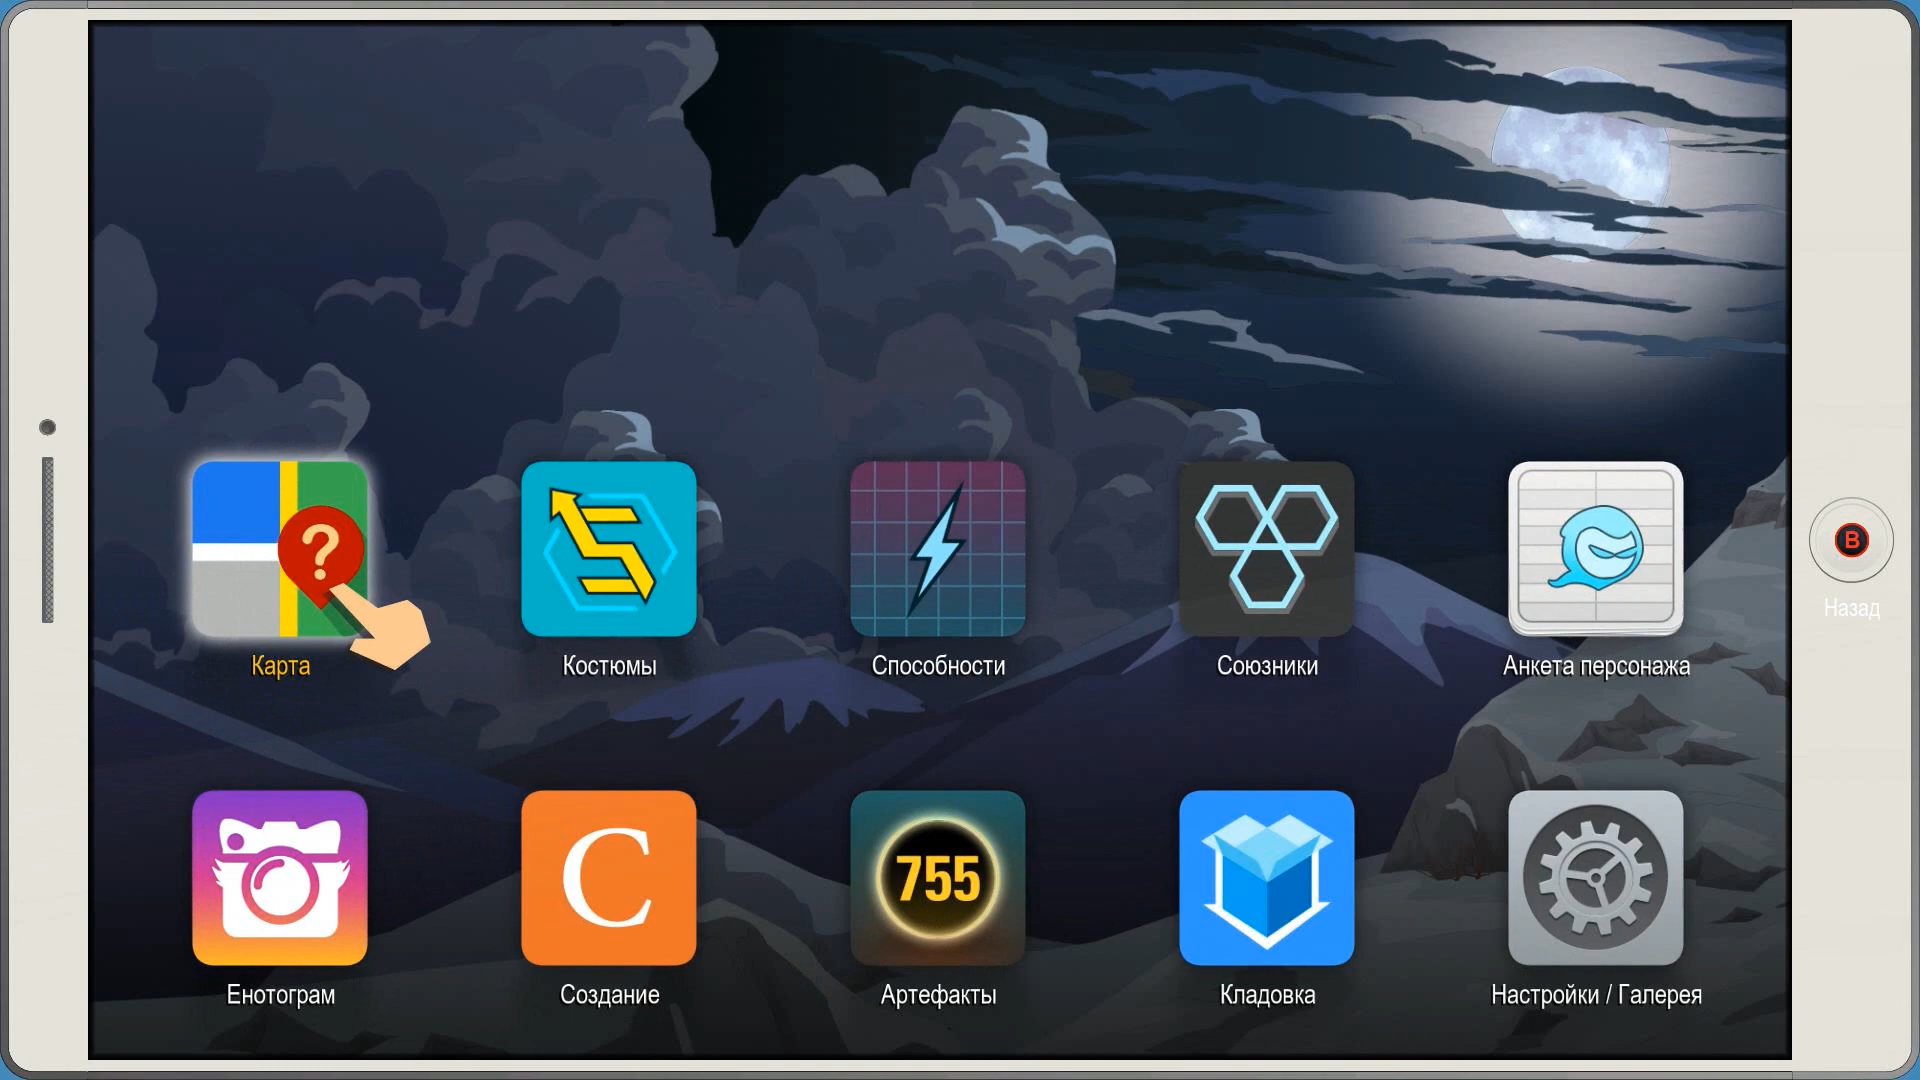 ?
Карта
Костюмы
Способности
Союзники
Анкета персонажа
B
Назад
C
755
Енотограм
Создание
Артефакты
Кладовка
Настройки / Галерея